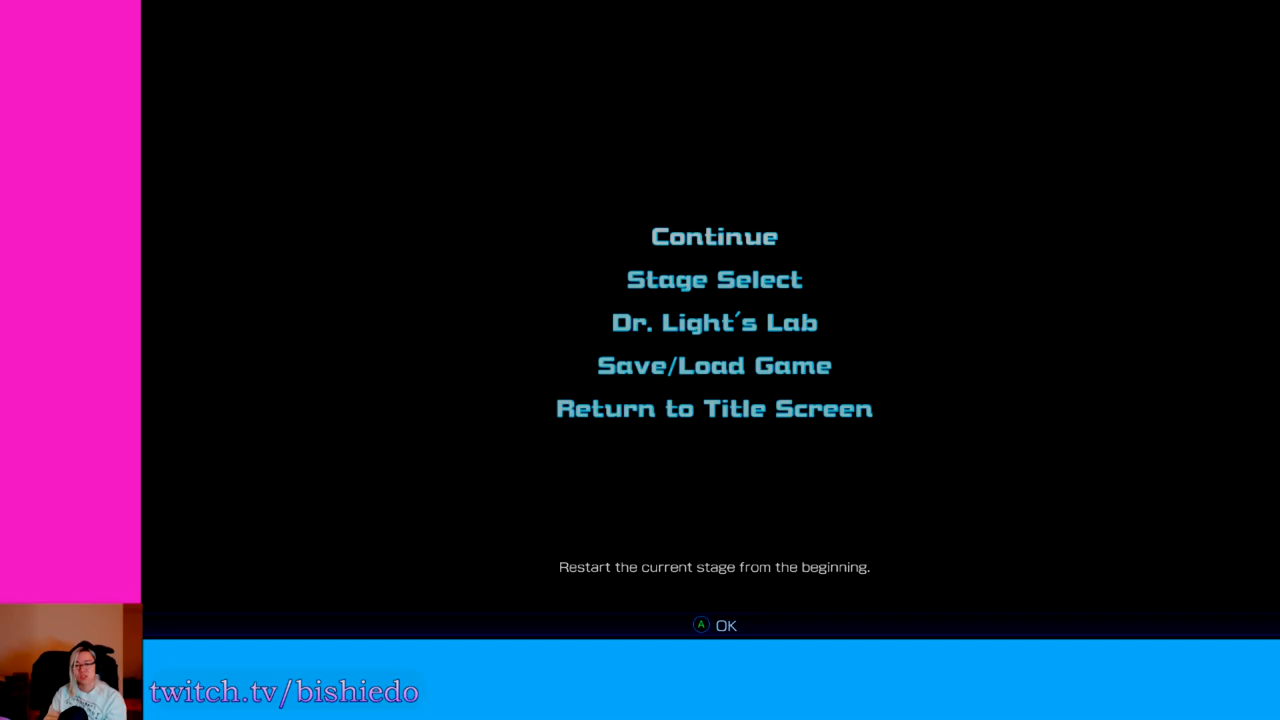 Continue
Stage Select
Dr. Light's Lab
Save/Load Game
Return to Title Screen
Restart the current stage from the beginning.
A OK
twitch.tv/bishiedo